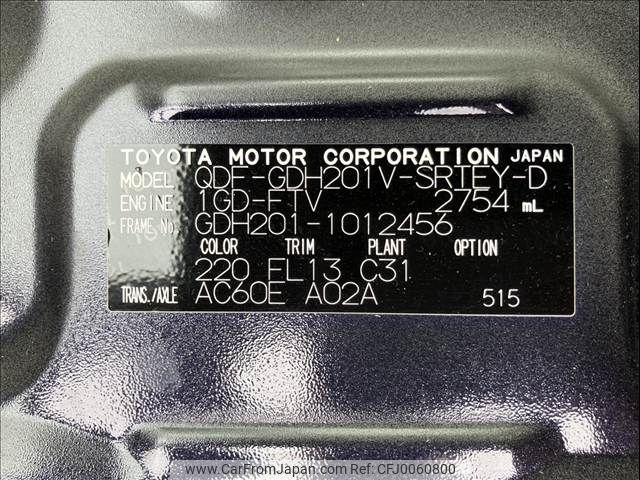 TOYOTA MOTOR CORPORATION JAPAN
MODEL QDF-GDH201V-SRTEY-D
ENGINE 1GD-FTV 2754 mL
FRAME No. GDH201-1012456
COLOR TRIM PLANT OPTION
220 FL13 C31
TRANS./AXLE AC60E A02A 515
www.CarFromJapan.com CFJ0060800